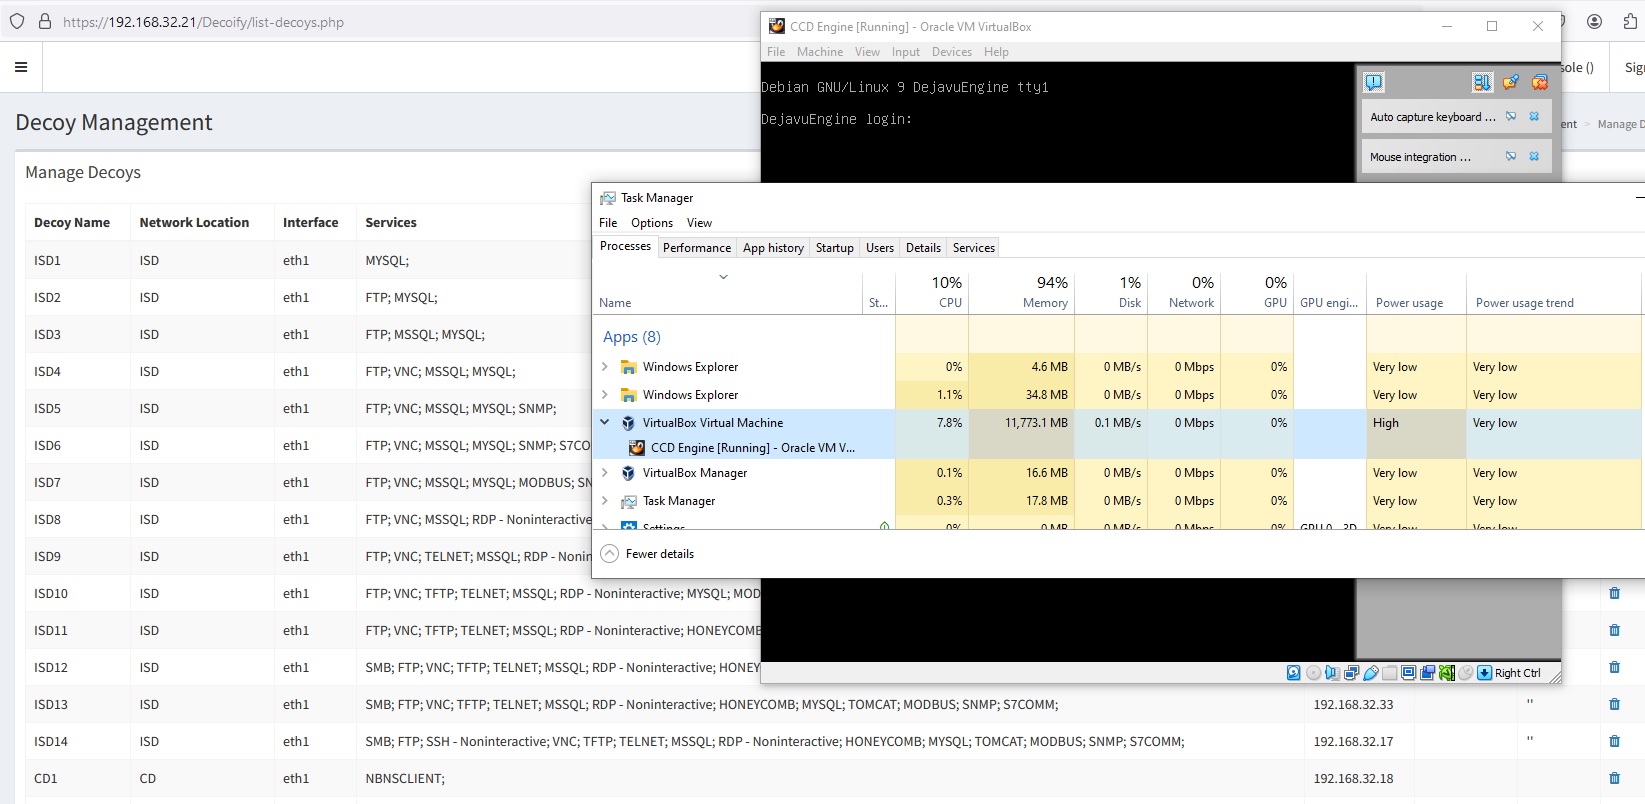 https://192.168.32.21/Decoify/list-decoys.php
CCD Engine [Running] - Oracle VM VirtualBox
File Machine View Input Devices Help
sole ()
Sig
Debian GNU/Linux 9 DejavuEngine tty1
DejavuEngine login:
Auto capture keyboard ...
Mouse integration ...
Decoy Management
ent > Manage D
Manage Decoys
Decoy Name Network Location Interface Services
ISD1 ISD eth1 MYSQL;
ISD2 ISD eth1 FTP; MYSQL;
ISD3 ISD eth1 FTP; MSSQL; MYSQL;
ISD4 ISD eth1 FTP; VNC; MSSQL; MYSQL;
ISD5 ISD eth1 FTP; VNC; MSSQL; MYSQL; SNMP;
ISD6 ISD eth1 FTP; VNC; MSSQL; MYSQL; SNMP; S7CO
ISD7 ISD eth1 FTP; VNC; MSSQL; MYSQL; MODBUS; SN
ISD8 ISD eth1 FTP; VNC; MSSQL; RDP - Noninteractive
ISD9 ISD eth1 FTP; VNC; TELNET; MSSQL; RDP - Nonin
ISD10 ISD eth1 FTP; VNC; TFTP; TELNET; MSSQL; RDP - Noninteractive; MYSQL; MOD
ISD11 ISD eth1 FTP; VNC; TFTP; TELNET; MSSQL; RDP - Noninteractive; HONEYCOMB
ISD12 ISD eth1 SMB; FTP; VNC; TFTP; TELNET; MSSQL; RDP - Noninteractive; HONEY
ISD13 ISD eth1 SMB; FTP; VNC; TFTP; TELNET; MSSQL; RDP - Noninteractive; HONEYCOMB; MYSQL; TOMCAT; MODBUS; SNMP; S7COMM; 192.168.32.33 "
ISD14 ISD eth1 SMB; FTP; SSH - Noninteractive; VNC; TFTP; TELNET; MSSQL; RDP - Noninteractive; HONEYCOMB; MYSQL; TOMCAT; MODBUS; SNMP; S7COMM; 192.168.32.17 "
CD1 CD eth1 NBNSCLIENT; 192.168.32.18
Task Manager
File Options View
Processes Performance App history Startup Users Details Services
10% 94% 1% 0% 0%
Name St... CPU Memory Disk Network GPU GPU engi... Power usage Power usage trend
Apps (8)
Windows Explorer 0% 4.6 MB 0 MB/s 0 Mbps 0% Very low Very low
Windows Explorer 1.1% 34.8 MB 0 MB/s 0 Mbps 0% Very low Very low
VirtualBox Virtual Machine 7.8% 11,773.1 MB 0.1 MB/s 0 Mbps 0% High Very low
CCD Engine [Running] - Oracle VM V...
VirtualBox Manager 0.1% 16.6 MB 0 MB/s 0 Mbps 0% Very low Very low
Task Manager 0.3% 17.8 MB 0 MB/s 0 Mbps 0% Very low Very low
Settings 0% 0 MB 0 MB/s 0 Mbps 0% GPU 0 - 3D Very low Very low
Fewer details
Right Ctrl